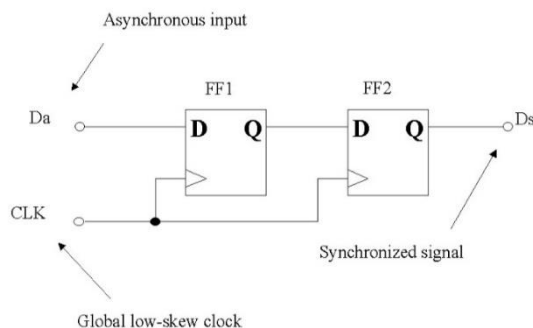 Asynchronous input
FF1
FF2
Da
D
Q
D
Q
Ds
CLK
Synchronized signal
Global low-skew clock